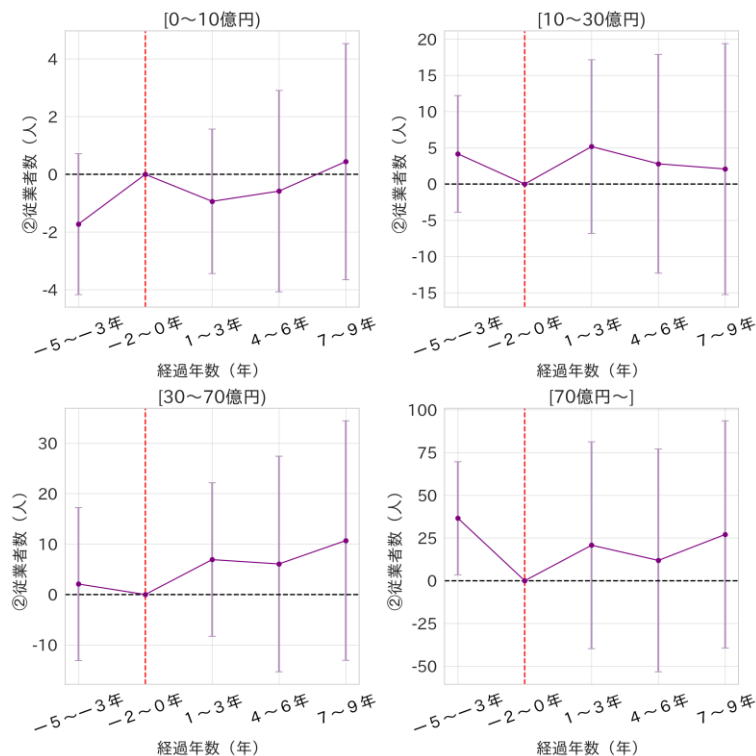 [0～10億円)
4
2
0
-2
-4
②従業者数（人）
－5～－3年
－2～0年
1～3年
4～6年
7～9年
経過年数（年）
[10～30億円)
20
15
10
5
0
-5
-10
-15
②従業者数（人）
－5～－3年
－2～0年
1～3年
4～6年
7～9年
経過年数（年）
[30～70億円)
30
20
10
0
-10
②従業者数（人）
－5～－3年
－2～0年
1～3年
4～6年
7～9年
経過年数（年）
[70億円～]
100
75
50
25
0
-25
-50
②従業者数（人）
－5～－3年
－2～0年
1～3年
4～6年
7～9年
経過年数（年）